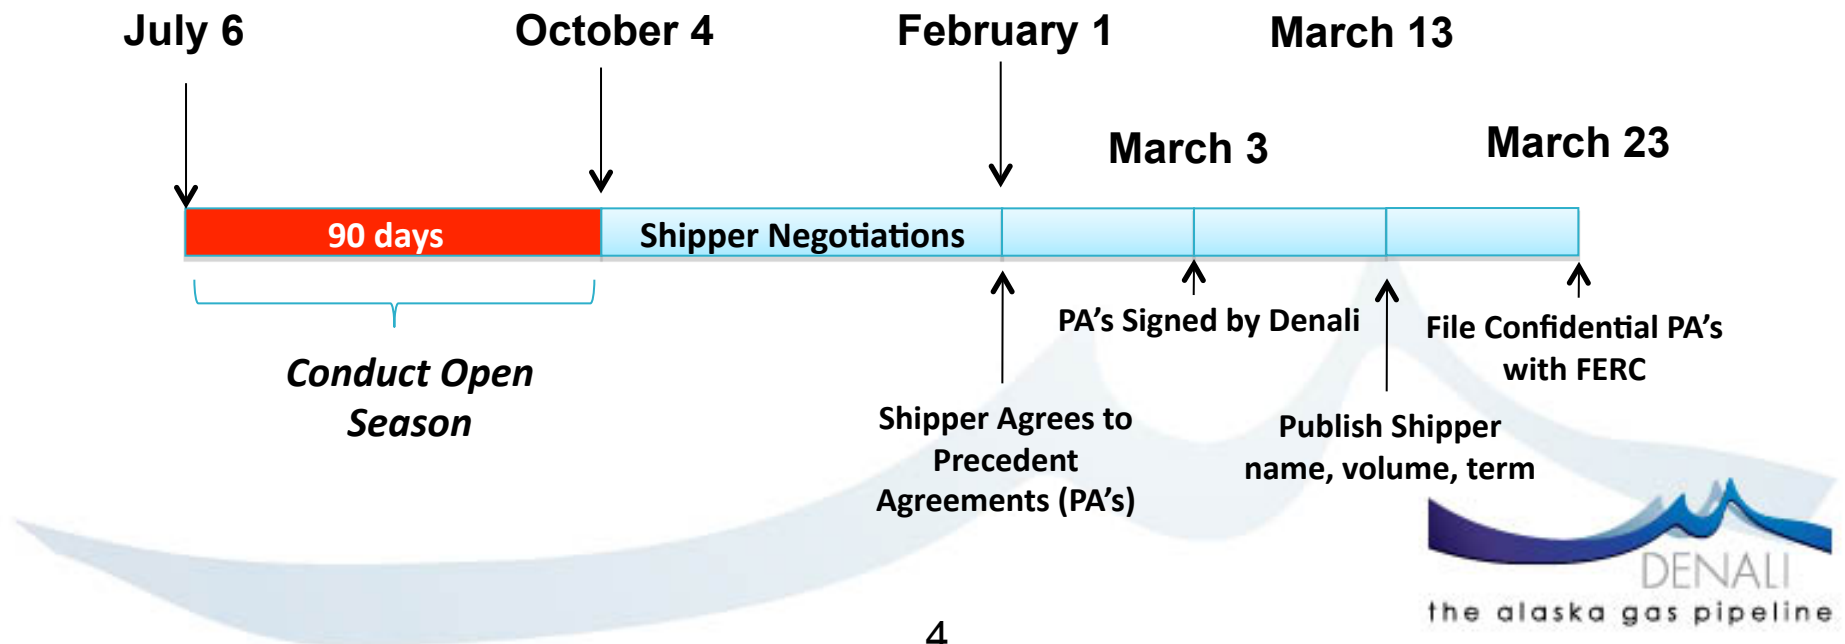 July 6
October 4
February 1
March 13
March 3
March 23
90 days
Shipper Negotiations
Conduct Open
Season
Shipper Agrees to
Precedent
Agreements (PA's)
PA's Signed by Denali
Publish Shipper
name, volume, term
File Confidential PA's
with FERC
DENALI
the alaska gas pipeline
4